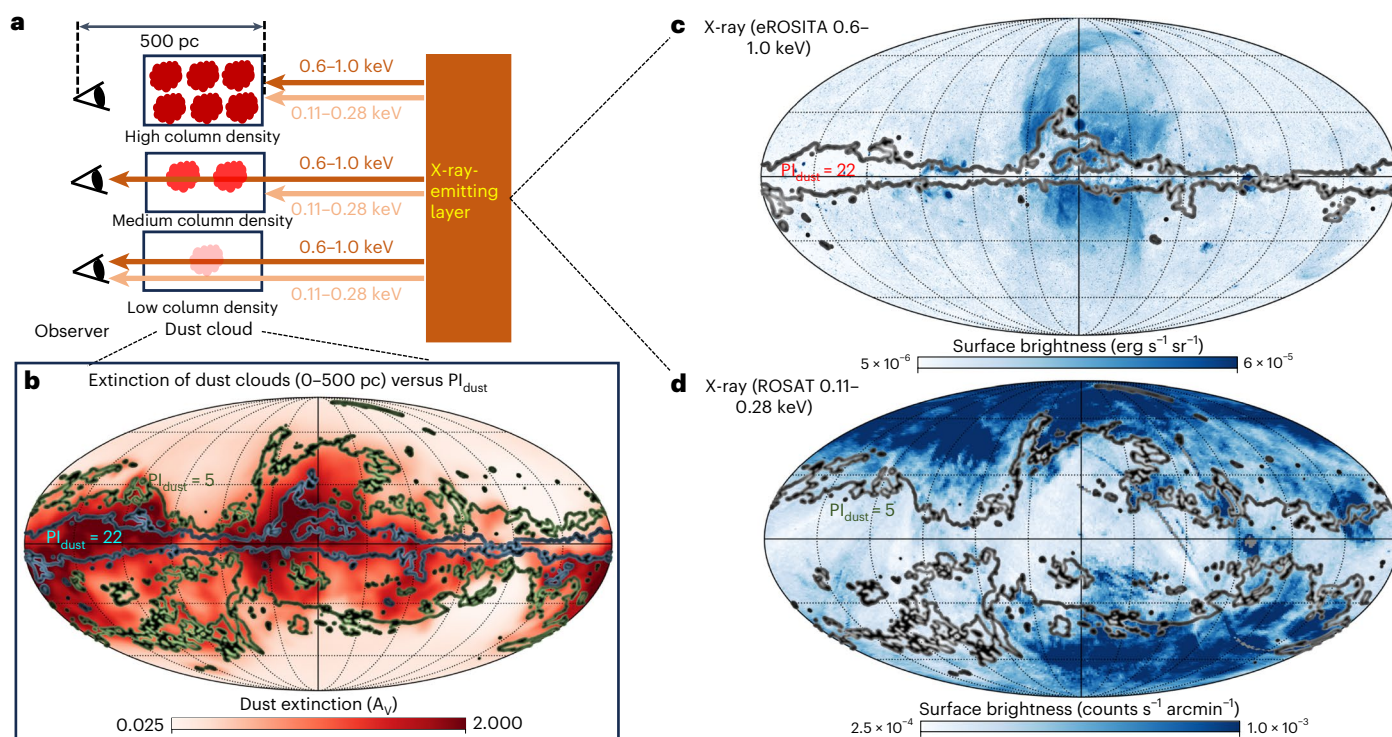 a
500 pc
0.6–1.0 keV
0.11–0.28 keV
High column density
0.6–1.0 keV
0.11–0.28 keV
Medium column density
0.6–1.0 keV
0.11–0.28 keV
Low column density
Observer
Dust cloud
X-ray-
emitting
layer
b
Extinction of dust clouds (0–500 pc) versus PI_dust
PI_dust = 5
PI_dust = 22
Dust extinction (A_V)
0.025
2.000
c
X-ray (eROSITA 0.6–
1.0 keV)
PI_dust = 22
Surface brightness (erg s⁻¹ sr⁻¹)
5 × 10⁻⁶
6 × 10⁻⁵
d
X-ray (ROSAT 0.11–
0.28 keV)
PI_dust = 5
Surface brightness (counts s⁻¹ arcmin⁻¹)
2.5 × 10⁻⁴
1.0 × 10⁻³